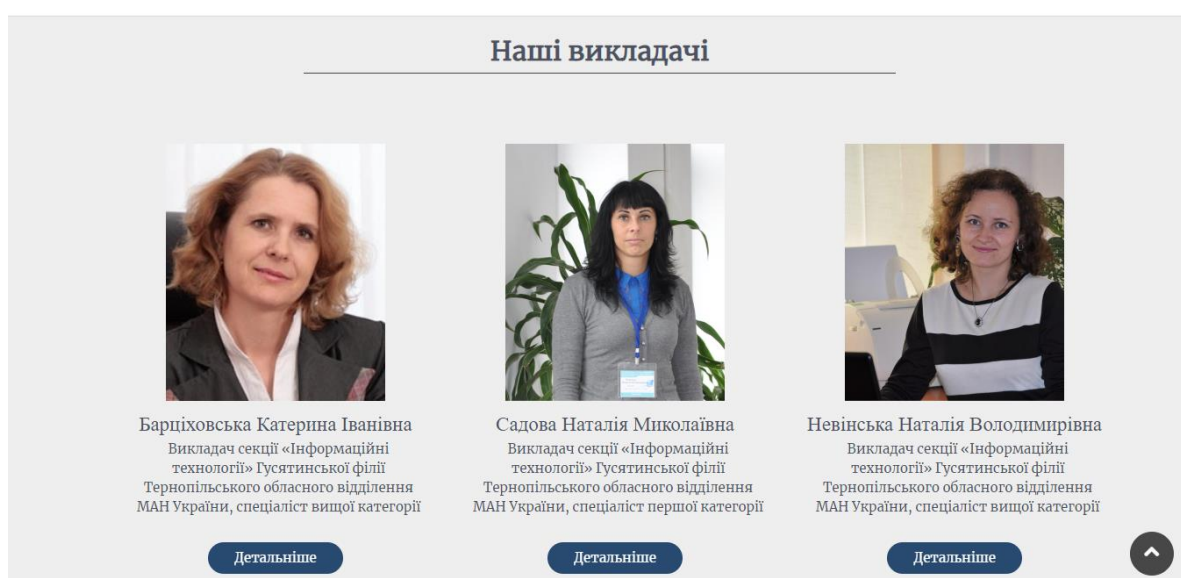 Наші викладачі
Барціховська Катерина Іванівна
Викладач секції «Інформаційні
технології» Гусятинської філії
Тернопільського обласного відділення
МАН України, спеціаліст вищої категорії
Детальніше
Садова Наталія Миколаївна
Викладач секції «Інформаційні
технології» Гусятинської філії
Тернопільського обласного відділення
МАН України, спеціаліст першої категорії
Детальніше
Невінська Наталія Володимирівна
Викладач секції «Інформаційні
технології» Гусятинської філії
Тернопільського обласного відділення
МАН України, спеціаліст вищої категорії
Детальніше